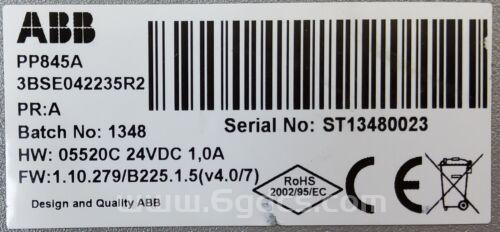 ABB
PP845A
3BSE042235R2
PR:A
Batch No: 1348
Serial No: ST13480023
HW: 05520C 24VDC 1,0A
FW:1.10.279/B225.1.5(v4.0/7)
RoHS
2002/95/EC
CE
Design and Quality ABB
www.6gacs.com